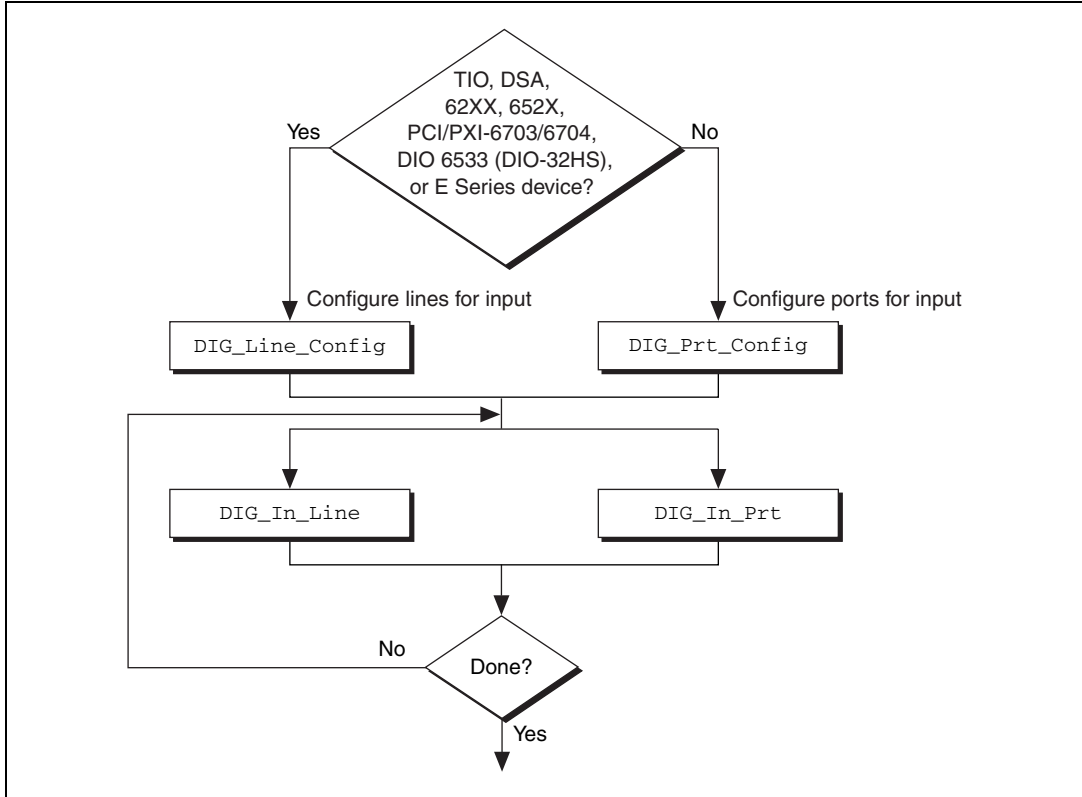 TIO, DSA,
62XX, 652X,
PCI/PXI-6703/6704,
DIO 6533 (DIO-32HS),
or E Series device?
Yes
No
Configure lines for input
Configure ports for input
DIG_Line_Config
DIG_Prt_Config
DIG_In_Line
DIG_In_Prt
No
Done?
Yes